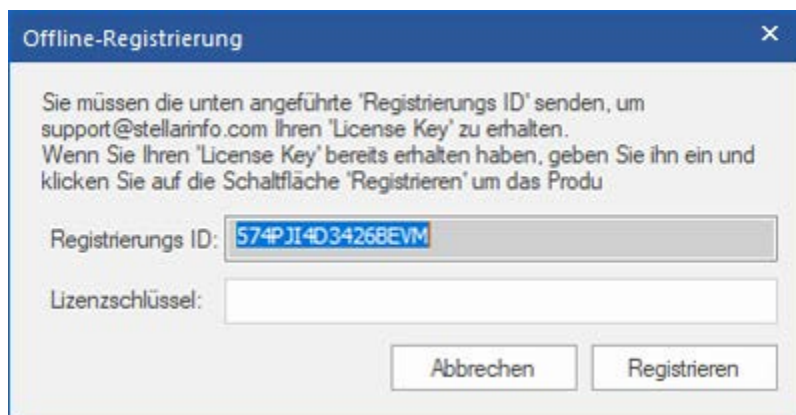 Offline-Registrierung
Sie müssen die unten angeführte 'Registrierungs ID' senden, um
support@stellarinfo.com Ihren 'License Key' zu erhalten.
Wenn Sie Ihren 'License Key' bereits erhalten haben, geben Sie ihn ein und
klicken Sie auf die Schaltfläche 'Registrieren' um das Produ
Registrierungs ID: 574PJI4D3426BEVM
Lizenzschlüssel:
Abbrechen Registrieren